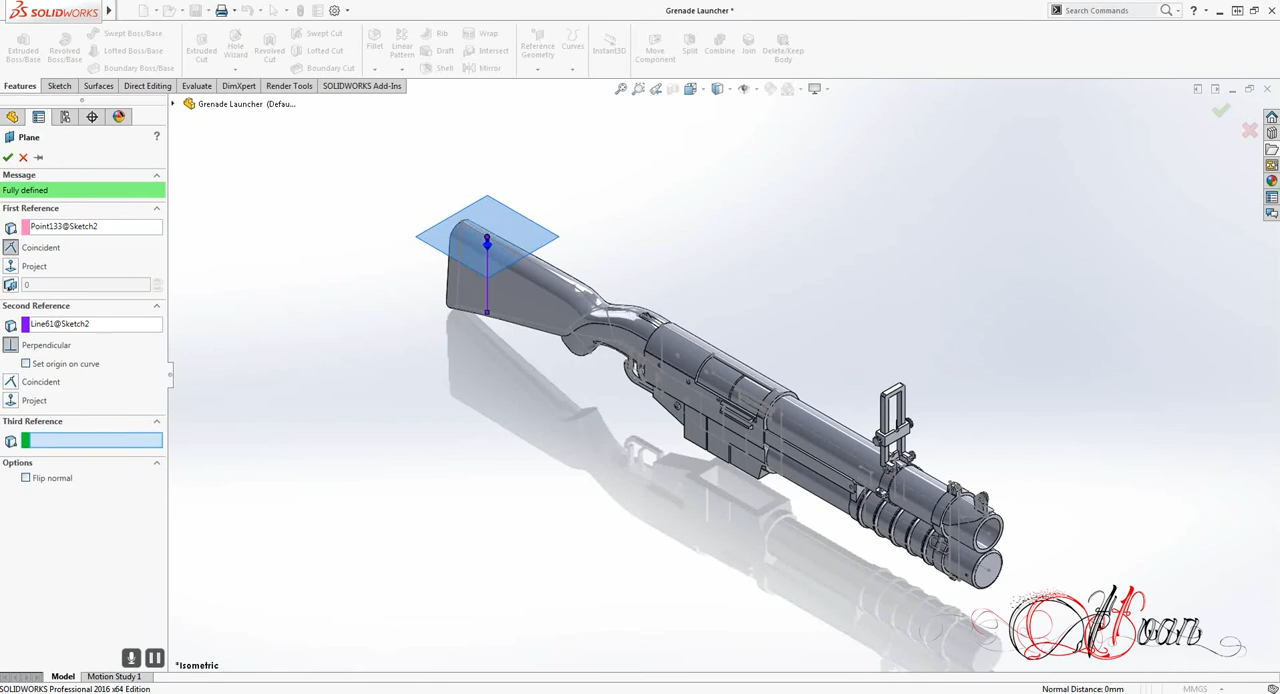 SOLIDWORKS
Grenade Launcher *
Search Commands
Extruded Boss/Base
Revolved Boss/Base
Swept Boss/Base
Lofted Boss/Base
Boundary Boss/Base
Extruded Cut
Hole Wizard
Revolved Cut
Swept Cut
Lofted Cut
Boundary Cut
Fillet
Linear Pattern
Rib
Draft
Shell
Wrap
Intersect
Mirror
Reference Geometry
Curves
Instant3D
Move Component
Split
Combine
Join
Delete/Keep Body
Features
Sketch
Surfaces
Direct Editing
Evaluate
DimXpert
Render Tools
SOLIDWORKS Add-Ins
Grenade Launcher (Defau...
Plane
?
Message
Fully defined
First Reference
Point133@Sketch2
Coincident
Project
0
Second Reference
Line61@Sketch2
Perpendicular
Set origin on curve
Coincident
Project
Third Reference
Options
Flip normal
*Isometric
Model
Motion Study 1
SOLIDWORKS Professional 2016 x64 Edition
Normal Distance: 0mm
MMGS